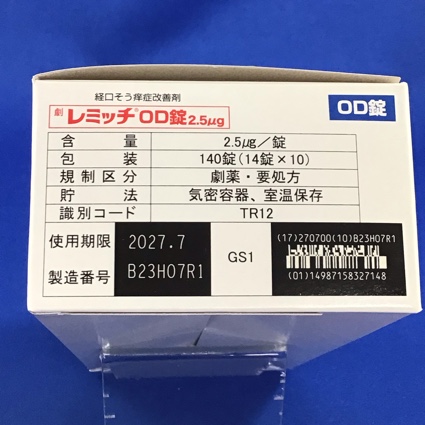 経口そう痒症改善剤
劇 レミッチ®OD錠2.5μg
OD錠
含量 2.5μg/錠
包装 140錠(14錠×10)
規制区分 劇薬・要処方
貯法 気密容器、室温保存
識別コード TR12
使用期限 2027.7
製造番号 B23H07R1
GS1
(17)270700(10)B23H07R1
(01)14987158327148